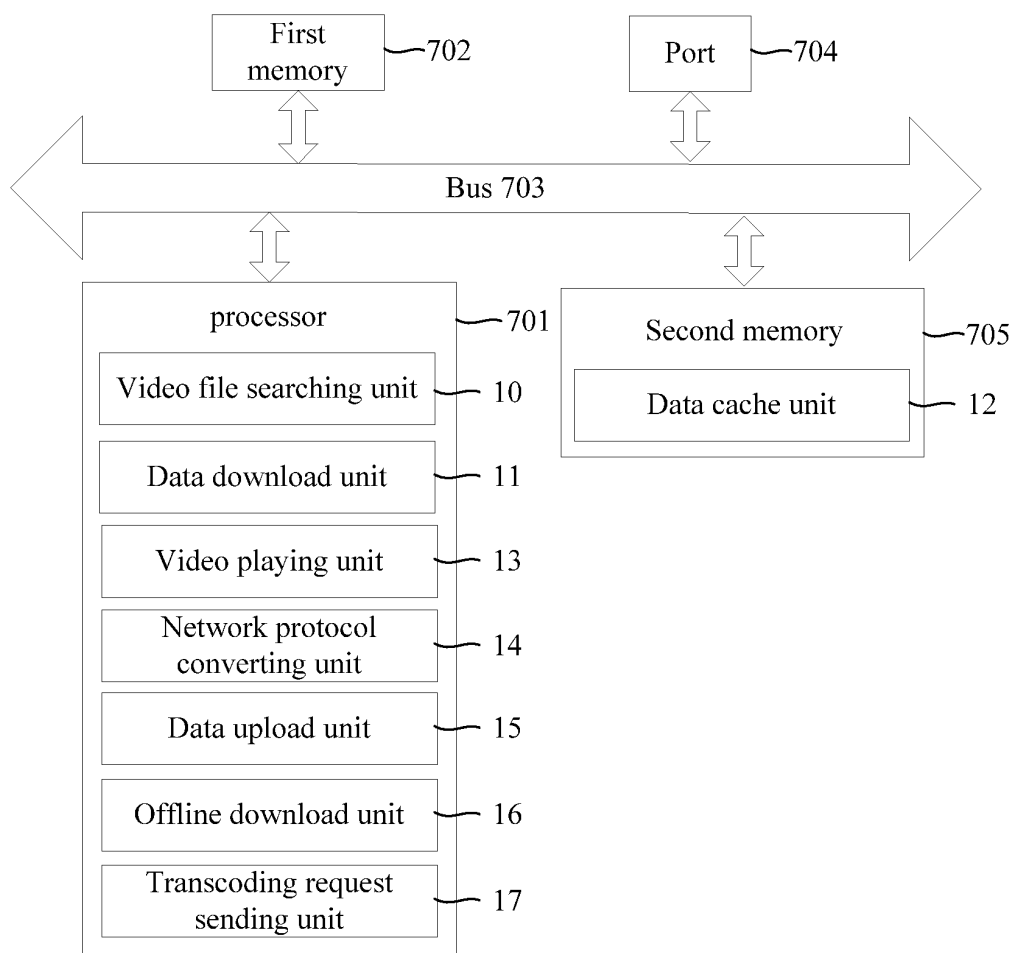 First
memory
702
Port
704
Bus 703
processor
701
Video file searching unit
10
Data download unit
11
Video playing unit
13
Network protocol
converting unit
14
Data upload unit
15
Offline download unit
16
Transcoding request
sending unit
17
Second memory
705
Data cache unit
12